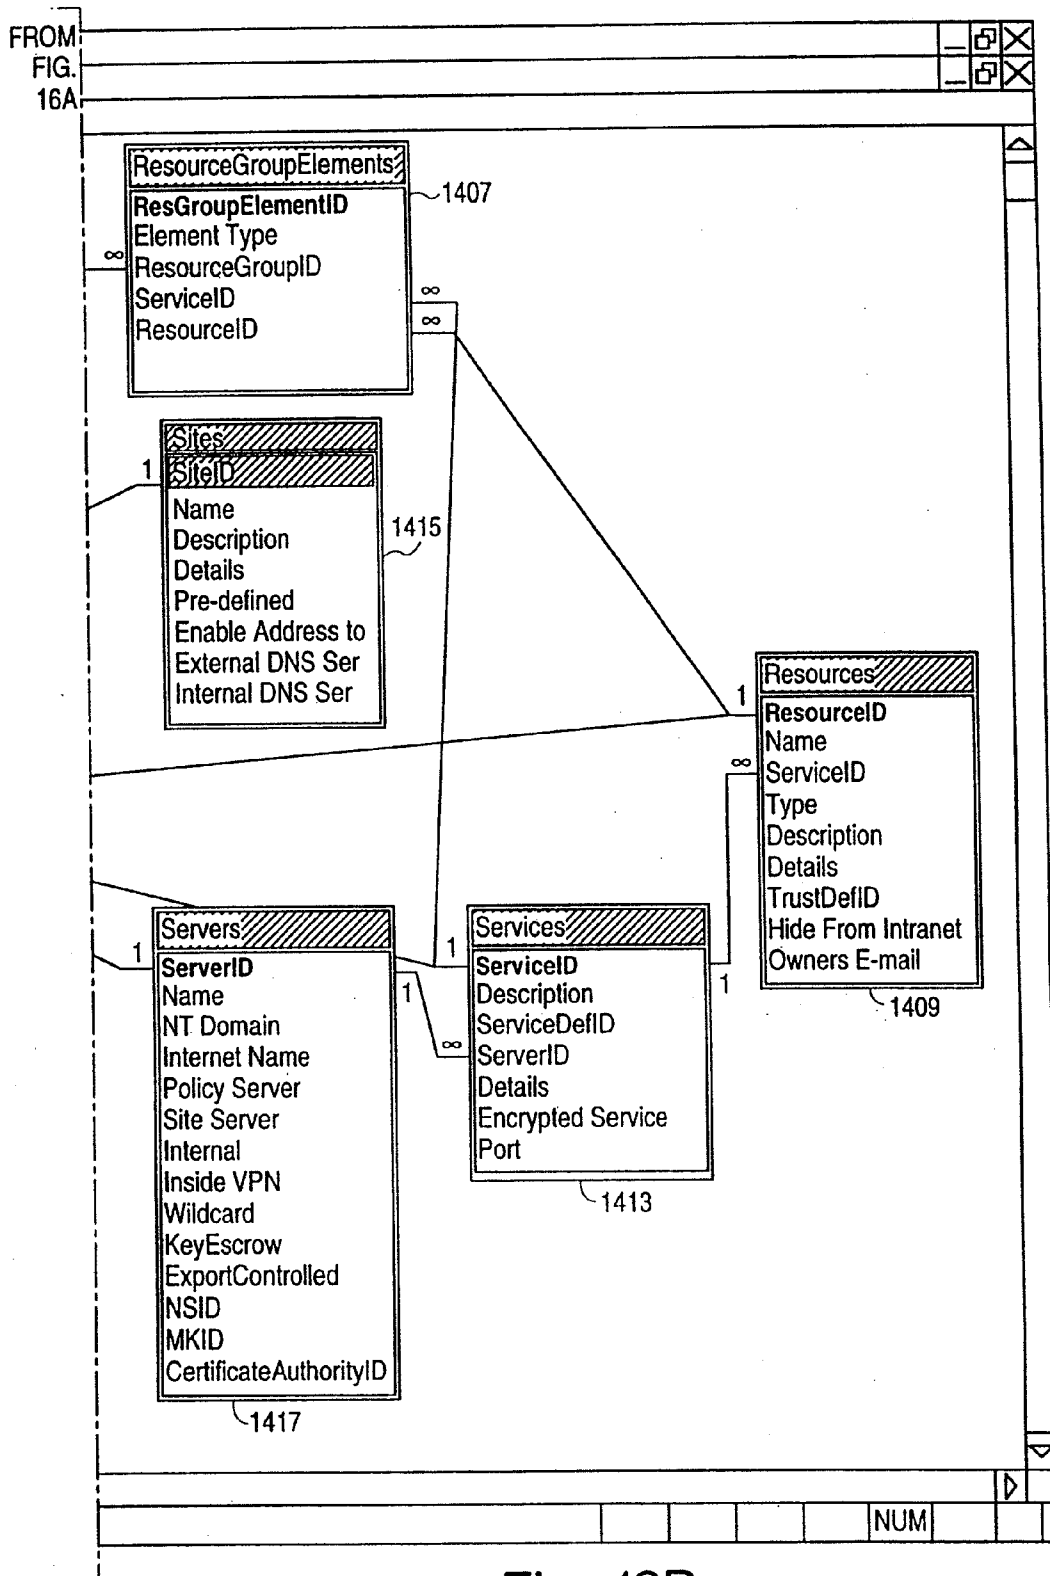 FROM
FIG.
16A
ResourceGroupElements
ResGroupElementID
Element Type
ResourceGroupID
ServiceID
ResourceID
1407
∞
∞
∞
Sites
SiteID
Name
Description
Details
Pre-defined
Enable Address to
External DNS Ser
Internal DNS Ser
1
1415
Resources
ResourceID
Name
ServiceID
Type
Description
Details
TrustDefID
Hide From Intranet
Owners E-mail
1
∞
1409
Servers
ServerID
Name
NT Domain
Internet Name
Policy Server
Site Server
Internal
Inside VPN
Wildcard
KeyEscrow
ExportControlled
NSID
MKID
CertificateAuthorityID
1
1
1417
Services
ServiceID
Description
ServiceDefID
ServerID
Details
Encrypted Service
Port
1
∞
1
1413
NUM